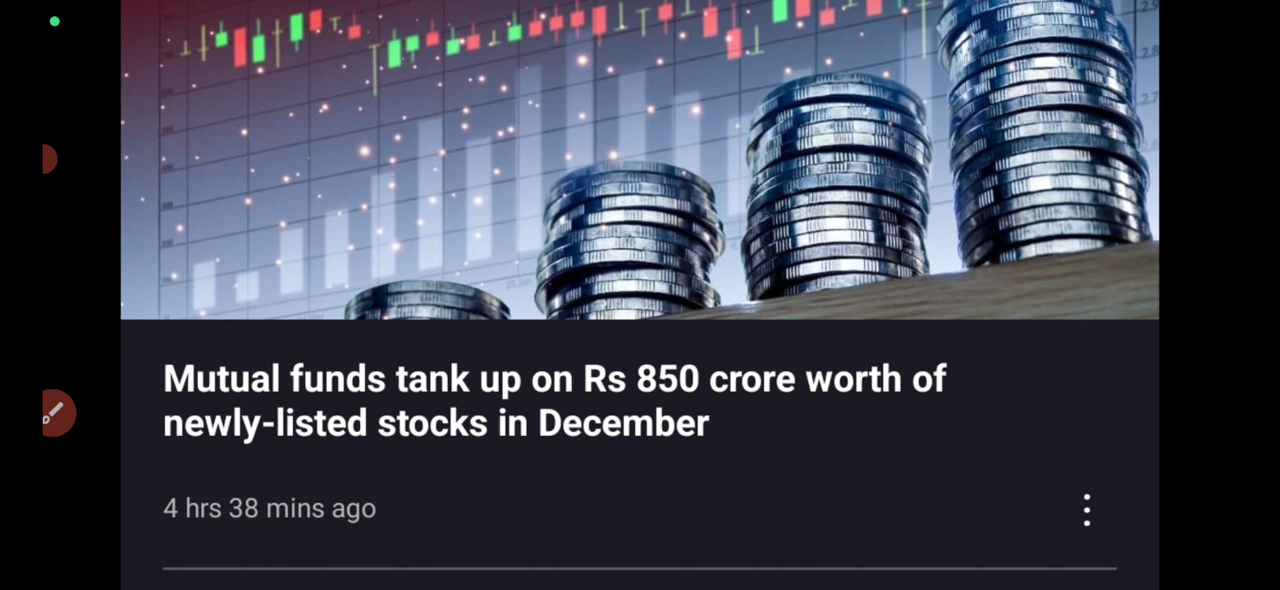 Mutual funds tank up on Rs 850 crore worth of
newly-listed stocks in December
4 hrs 38 mins ago